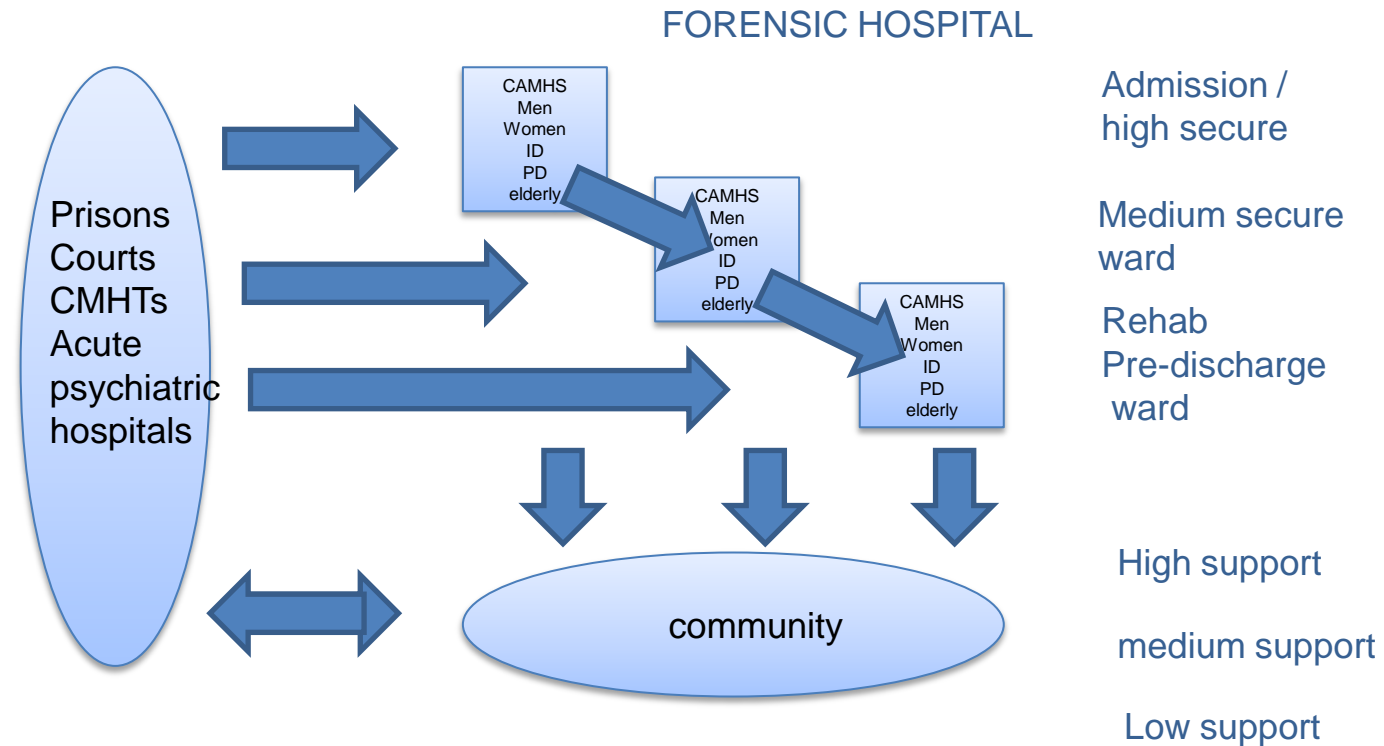 FORENSIC HOSPITAL
Prisons
Courts
CMHTs
Acute
psychiatric
hospitals
CAMHS
Men
Women
ID
PD
elderly
Admission /
high secure
CAMHS
Men
Women
ID
PD
elderly
Medium secure
ward
CAMHS
Men
Women
ID
PD
elderly
Rehab
Pre-discharge
ward
community
High support
medium support
Low support